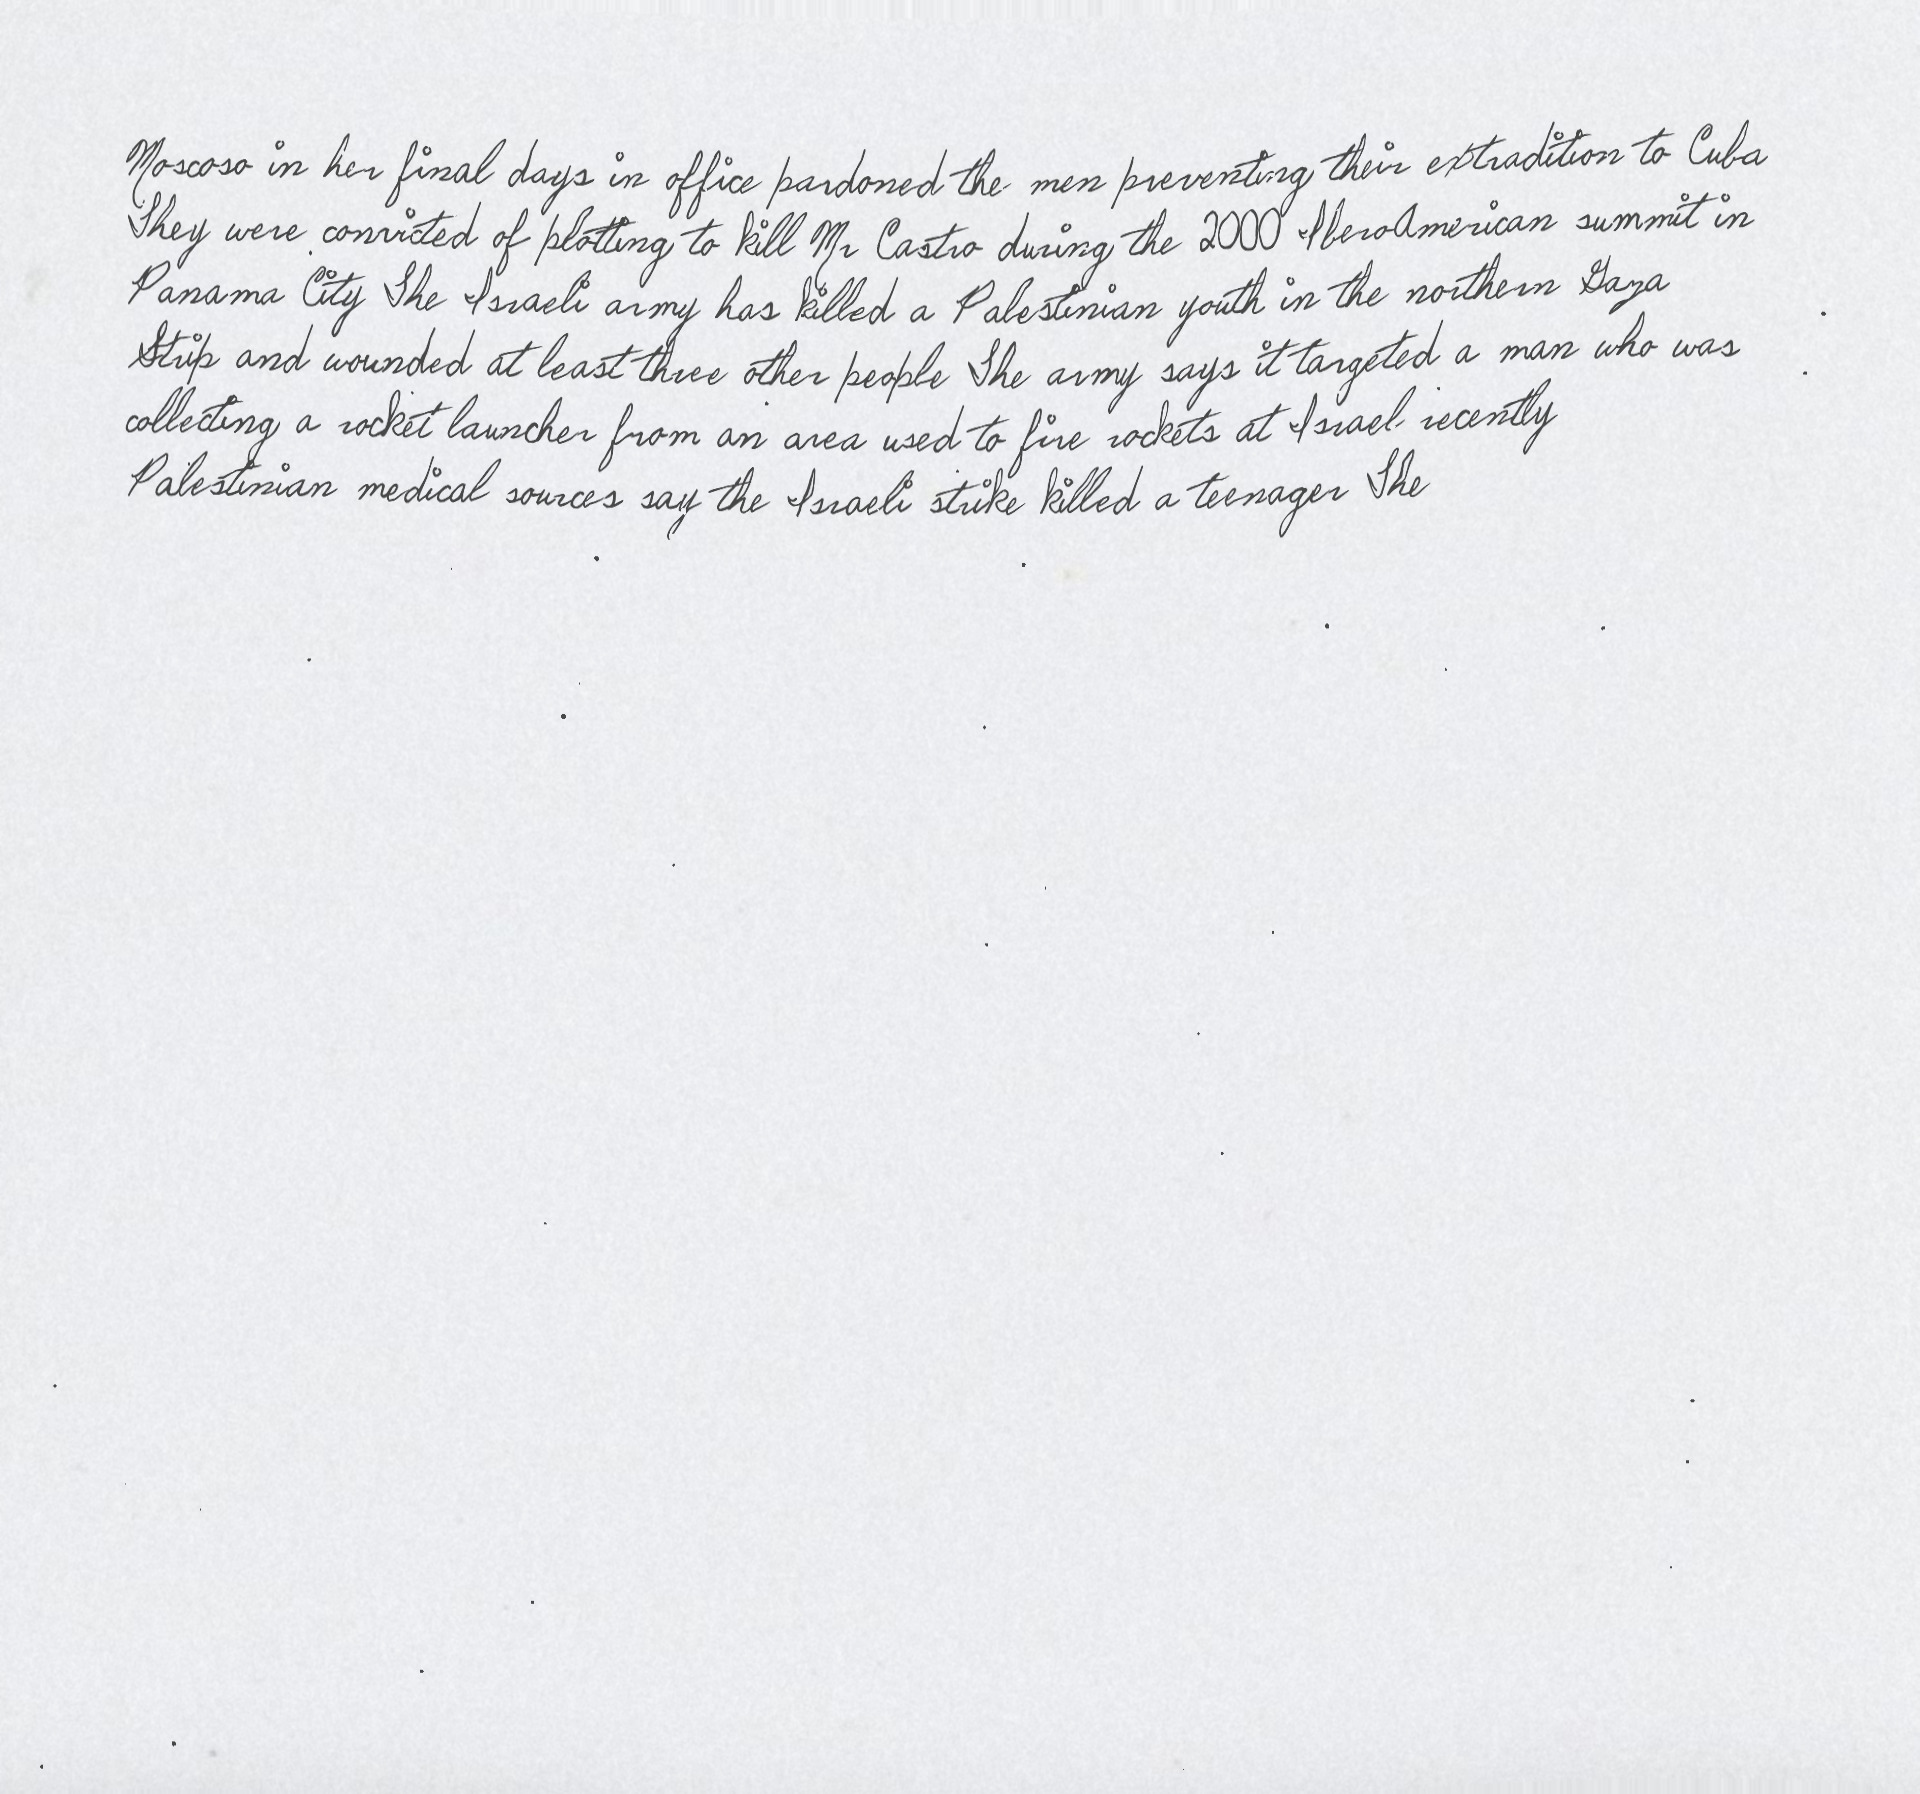 Moscoso in her final days in office pardoned the men preventing their extradition to Cuba
They were convicted of plotting to kill Mr Castro during the 2000 IberoAmerican summit in
Panama City The Israeli army has killed a Palestinian youth in the northern Gaza
Strip and wounded at least three other people The army says it targeted a man who was
collecting a rocket launcher from an area used to fire rockets at Israel recently
Palestinian medical sources say the Israeli strike killed a teenager The